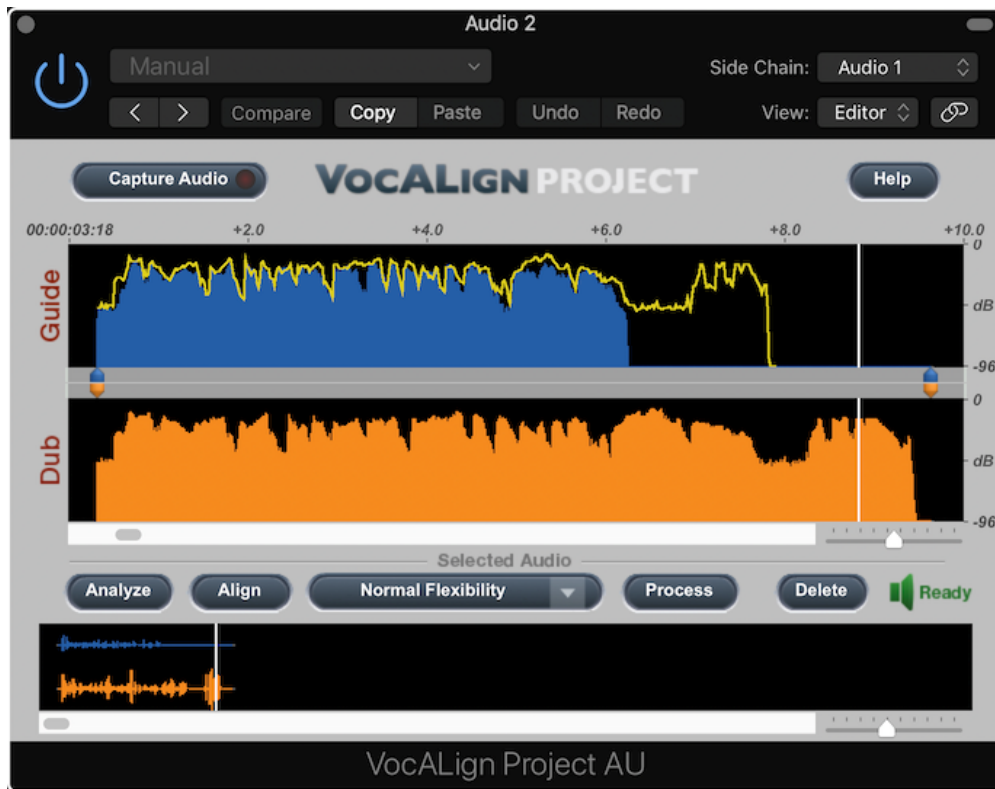 Audio 2
Manual
Side Chain: Audio 1
Compare Copy Paste Undo Redo View: Editor
Capture Audio VOCALIGN PROJECT Help
00:00:03:18 +2.0 +4.0 +6.0 +8.0 +10.0
Guide
0
dB
-96
Dub
0
dB
-96
Selected Audio
Analyze Align Normal Flexibility Process Delete Ready
VocALign Project AU